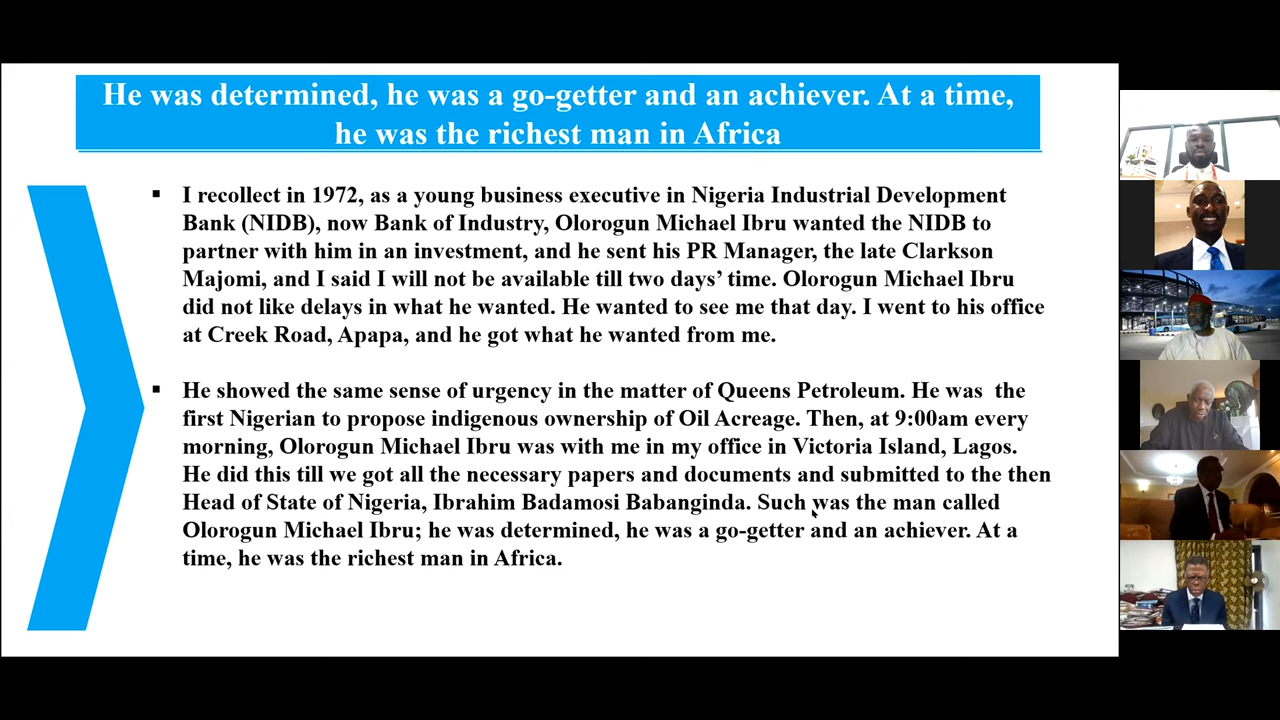 He was determined, he was a go-getter and an achiever. At a time,
he was the richest man in Africa
▪ I recollect in 1972, as a young business executive in Nigeria Industrial Development
Bank (NIDB), now Bank of Industry, Olorogun Michael Ibru wanted the NIDB to
partner with him in an investment, and he sent his PR Manager, the late Clarkson
Majomi, and I said I will not be available till two days’ time. Olorogun Michael Ibru
did not like delays in what he wanted. He wanted to see me that day. I went to his office
at Creek Road, Apapa, and he got what he wanted from me.
▪ He showed the same sense of urgency in the matter of Queens Petroleum. He was the
first Nigerian to propose indigenous ownership of Oil Acreage. Then, at 9:00am every
morning, Olorogun Michael Ibru was with me in my office in Victoria Island, Lagos.
He did this till we got all the necessary papers and documents and submitted to the then
Head of State of Nigeria, Ibrahim Badamosi Babanginda. Such was the man called
Olorogun Michael Ibru; he was determined, he was a go-getter and an achiever. At a
time, he was the richest man in Africa.